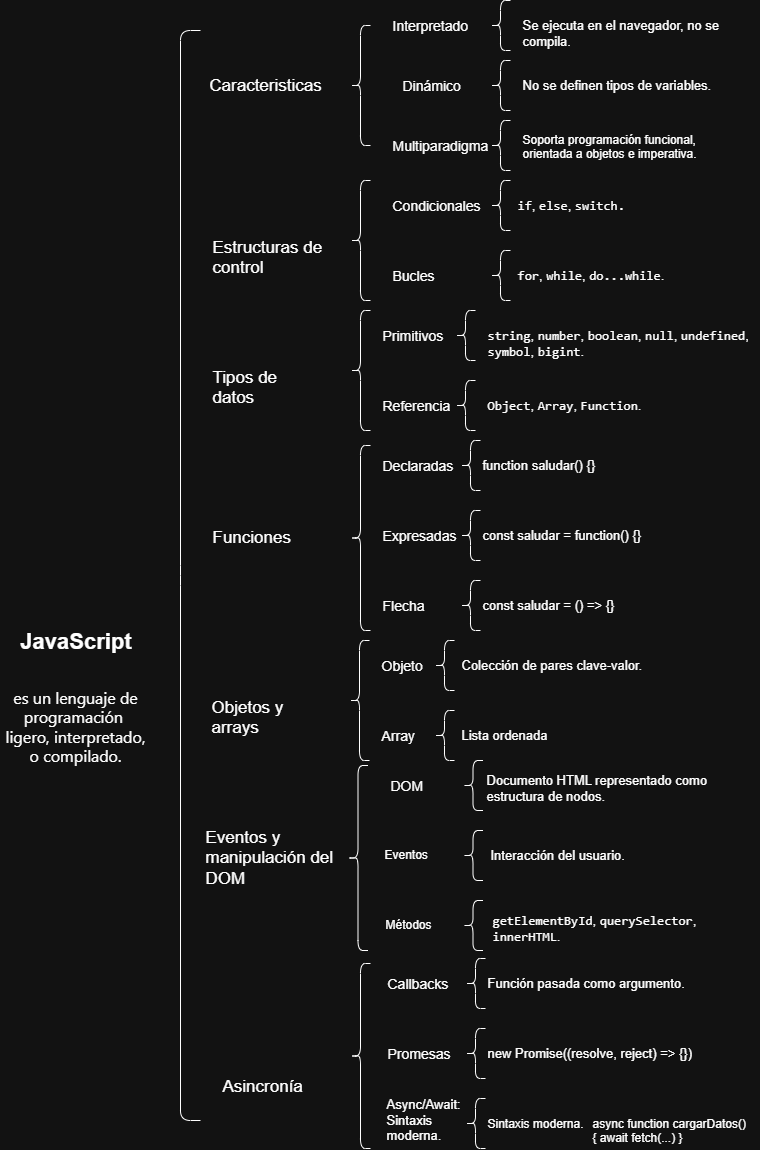 JavaScript
es un lenguaje de
programación
ligero, interpretado,
o compilado.
Caracteristicas
Interpretado
Se ejecuta en el navegador, no se
compila.
Dinámico
No se definen tipos de variables.
Multiparadigma
Soporta programación funcional,
orientada a objetos e imperativa.
Estructuras de
control
Condicionales
if, else, switch.
Bucles
for, while, do...while.
Tipos de
datos
Primitivos
string, number, boolean, null, undefined,
symbol, bigint.
Referencia
Object, Array, Function.
Funciones
Declaradas
function saludar() {}
Expresadas
const saludar = function() {}
Flecha
const saludar = () => {}
Objetos y
arrays
Objeto
Colección de pares clave-valor.
Array
Lista ordenada
Eventos y
manipulación del
DOM
DOM
Documento HTML representado como
estructura de nodos.
Eventos
Interacción del usuario.
Métodos
getElementById, querySelector,
innerHTML.
Asincronía
Callbacks
Función pasada como argumento.
Promesas
new Promise((resolve, reject) => {})
Async/Await:
Sintaxis
moderna.
Sintaxis moderna. async function cargarDatos()
{ await fetch(...) }